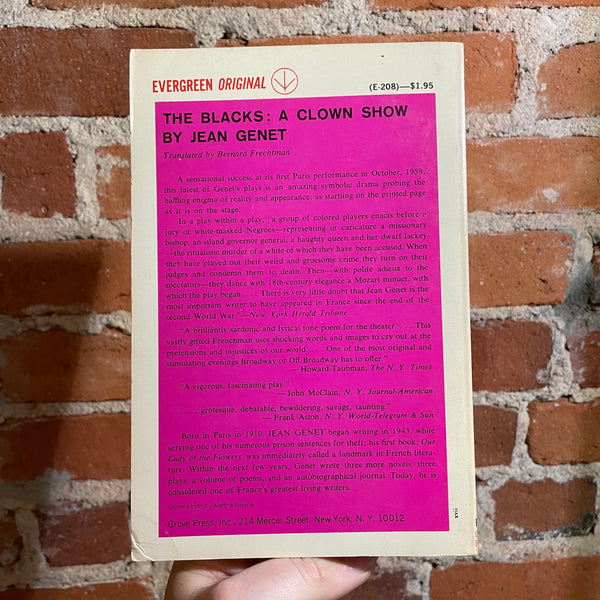 EVERGREEN ORIGINAL
(E-208)—$1.95
THE BLACKS: A CLOWN SHOW
BY JEAN GENET
Translated by Bernard Frechtman
A sensational success at its first Paris performance in October, 1959,
this latest of Genet's plays is an amazing symbolic drama probing the
baffling enigma of reality and appearance, as startling on the printed page
as it is on the stage.
In a play within a play, "a group of colored players enacts before a
jury of white-masked Negroes—representing in caricature a missionary
bishop, an island governor-general, a haughty queen and her dwarf lackey
—the ritualistic murder of a white of which they have been accused. When
they have played out their weird and gruesome crime they turn on their
judges and condemn them to death. Then—with polite adieux to the
spectators—they dance with 18th-century elegance a Mozart minuet, with
which the play began. . . . There is very little doubt that Jean Genet is the
most important writer to have appeared in France since the end of the
second World War."—New York Herald Tribune
"A brilliantly sardonic and lyrical tone poem for the theater. . . . This
vastly gifted Frenchman uses shocking words and images to cry out at the
pretensions and injustices of our world. . . . One of the most original and
stimulating evenings Broadway or Off Broadway has to offer."
— Howard Taubman, The N. Y. Times
"A vigorous, fascinating play."
— John McClain, N. Y. Journal-American
". . . grotesque, debatable, bewildering, savage, taunting."
— Frank Aston, N. Y. World-Telegram & Sun
Born in Paris in 1910, JEAN GENET began writing in 1943, while
serving one of his numerous prison sentences for theft; his first book, Our
Lady of the Flowers, was immediately called a landmark in French litera-
ture. Within the next few years, Genet wrote three more novels, three
plays, a volume of poems, and an autobiographical journal. Today, he is
considered one of France's greatest living writers.
Cover photo by Martha Swope
Grove Press, Inc., 214 Mercer Street, New York, N. Y. 10012